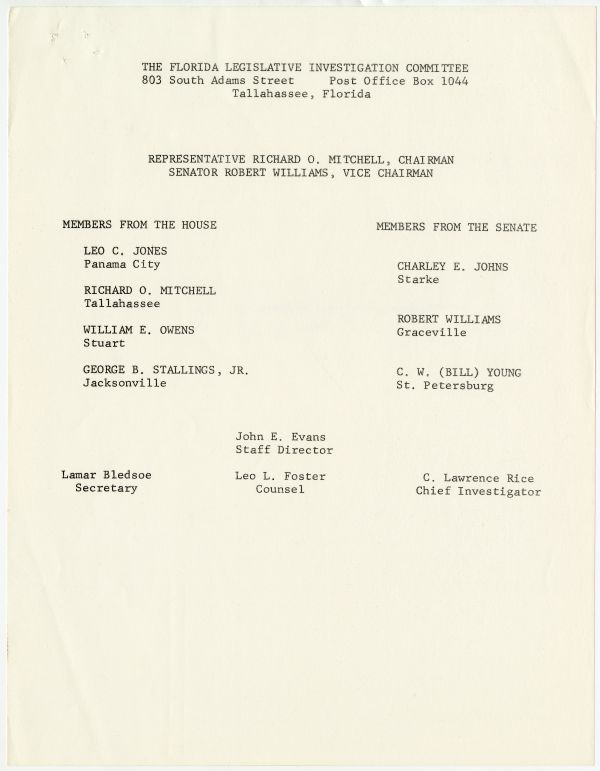 THE FLORIDA LEGISLATIVE INVESTIGATION COMMITTEE
803 South Adams Street Post Office Box 1044
Tallahassee, Florida
REPRESENTATIVE RICHARD O. MITCHELL, CHAIRMAN
SENATOR ROBERT WILLIAMS, VICE CHAIRMAN
MEMBERS FROM THE HOUSE
LEO C. JONES
Panama City
RICHARD O. MITCHELL
Tallahassee
WILLIAM E. OWENS
Stuart
GEORGE B. STALLINGS, JR.
Jacksonville
MEMBERS FROM THE SENATE
CHARLEY E. JOHNS
Starke
ROBERT WILLIAMS
Graceville
C. W. (BILL) YOUNG
St. Petersburg
John E. Evans
Staff Director
Lamar Bledsoe
Secretary
Leo L. Foster
Counsel
C. Lawrence Rice
Chief Investigator